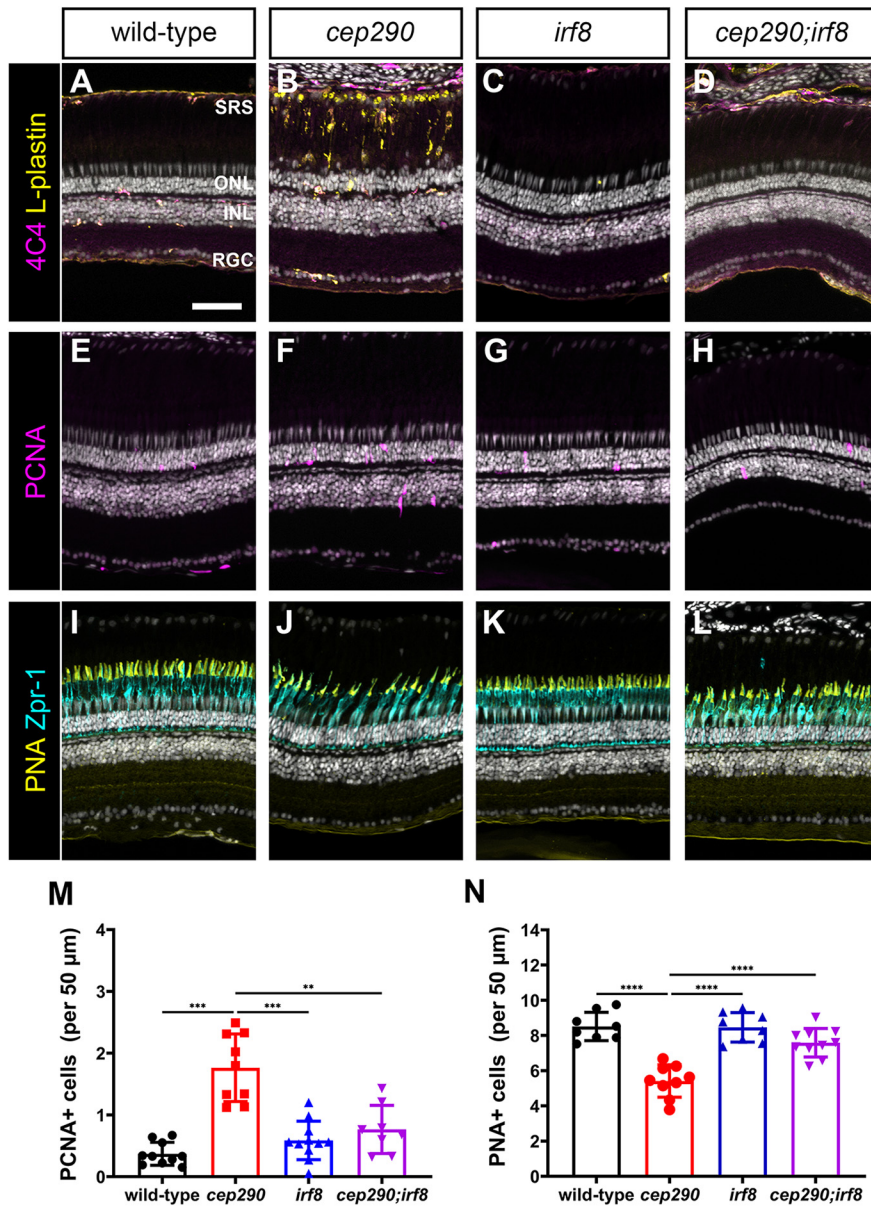 wild-type cep290 irf8 cep290;irf8
4C4 L-plastin
A B C D
SRS
ONL
INL
RGC
PCNA
E F G H
PNA Zpr-1
I J K L
M
PCNA+ cells (per 50 μm)
4
3
2
1
0
*** *** **
wild-type cep290 irf8 cep290;irf8
N
PNA+ cells (per 50 μm)
14
12
10
8
6
4
2
0
**** **** ****
wild-type cep290 irf8 cep290;irf8